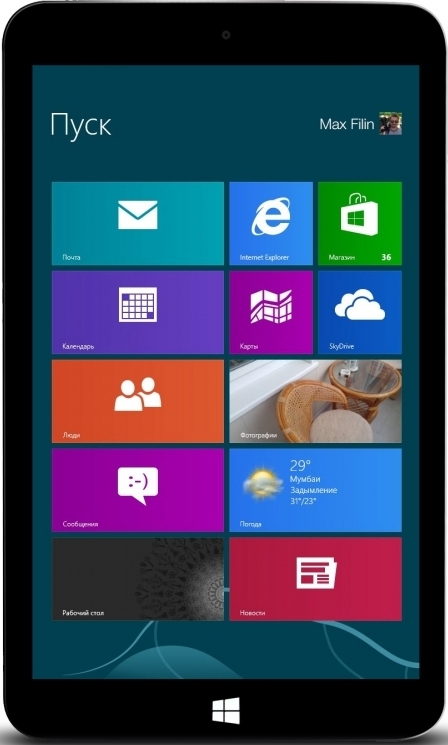 Пуск
Max Filin
Почта
Internet Explorer
Магазин 36
Календарь
Карты
SkyDrive
Люди
Фотографии
Сообщения
29°
Мумбаи
Задымление
31°/23°
Погода
Рабочий стол
Новости